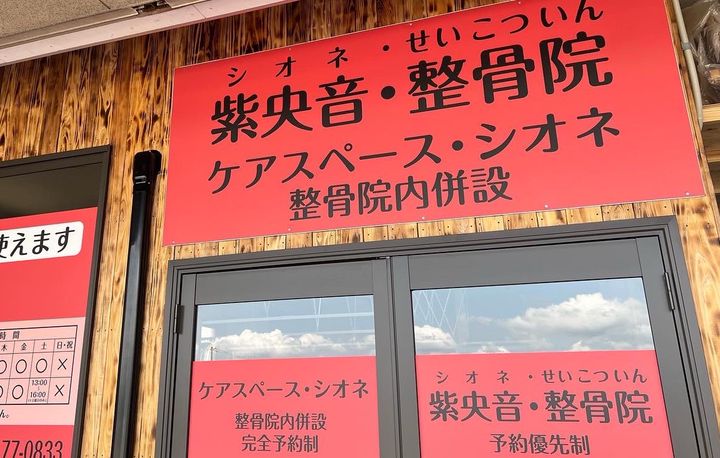 シオネ・せいこついん
紫央音・整骨院
ケアスペース・シオネ
整骨院内併設
使えます
時間
木 金 土 日・祝
○ ○ ○ ×
○ ○ 13:00 16:00 ×
77-0833
ケアスペース・シオネ
整骨院内併設
完全予約制
シオネ・せいこついん
紫央音・整骨院
予約優先制